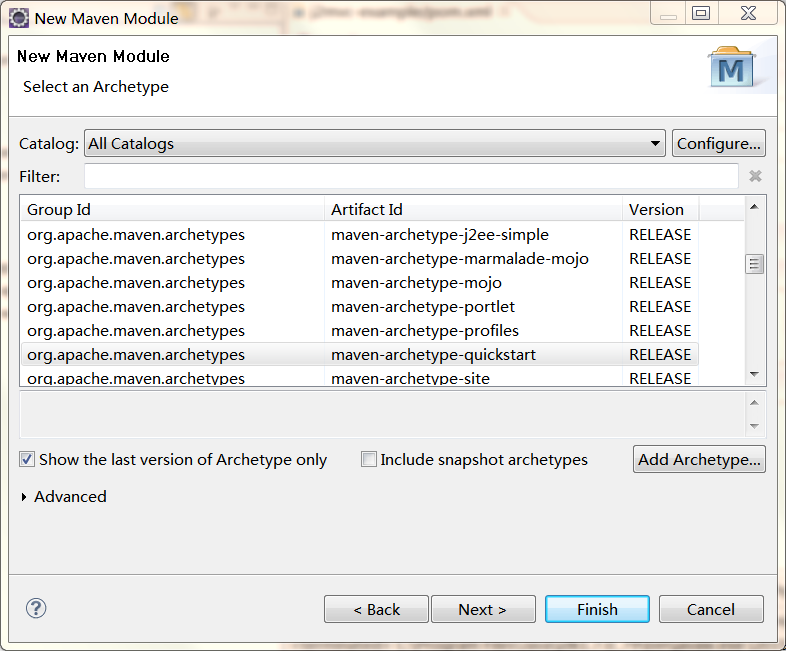 New Maven Module
New Maven Module
Select an Archetype
M
Catalog: All Catalogs Configure...
Filter:
Group Id Artifact Id Version
org.apache.maven.archetypes maven-archetype-j2ee-simple RELEASE
org.apache.maven.archetypes maven-archetype-marmalade-mojo RELEASE
org.apache.maven.archetypes maven-archetype-mojo RELEASE
org.apache.maven.archetypes maven-archetype-portlet RELEASE
org.apache.maven.archetypes maven-archetype-profiles RELEASE
org.apache.maven.archetypes maven-archetype-quickstart RELEASE
org.apache.maven.archetypes maven-archetype-site RELEASE
Show the last version of Archetype only Include snapshot archetypes Add Archetype...
Advanced
? < Back Next > Finish Cancel